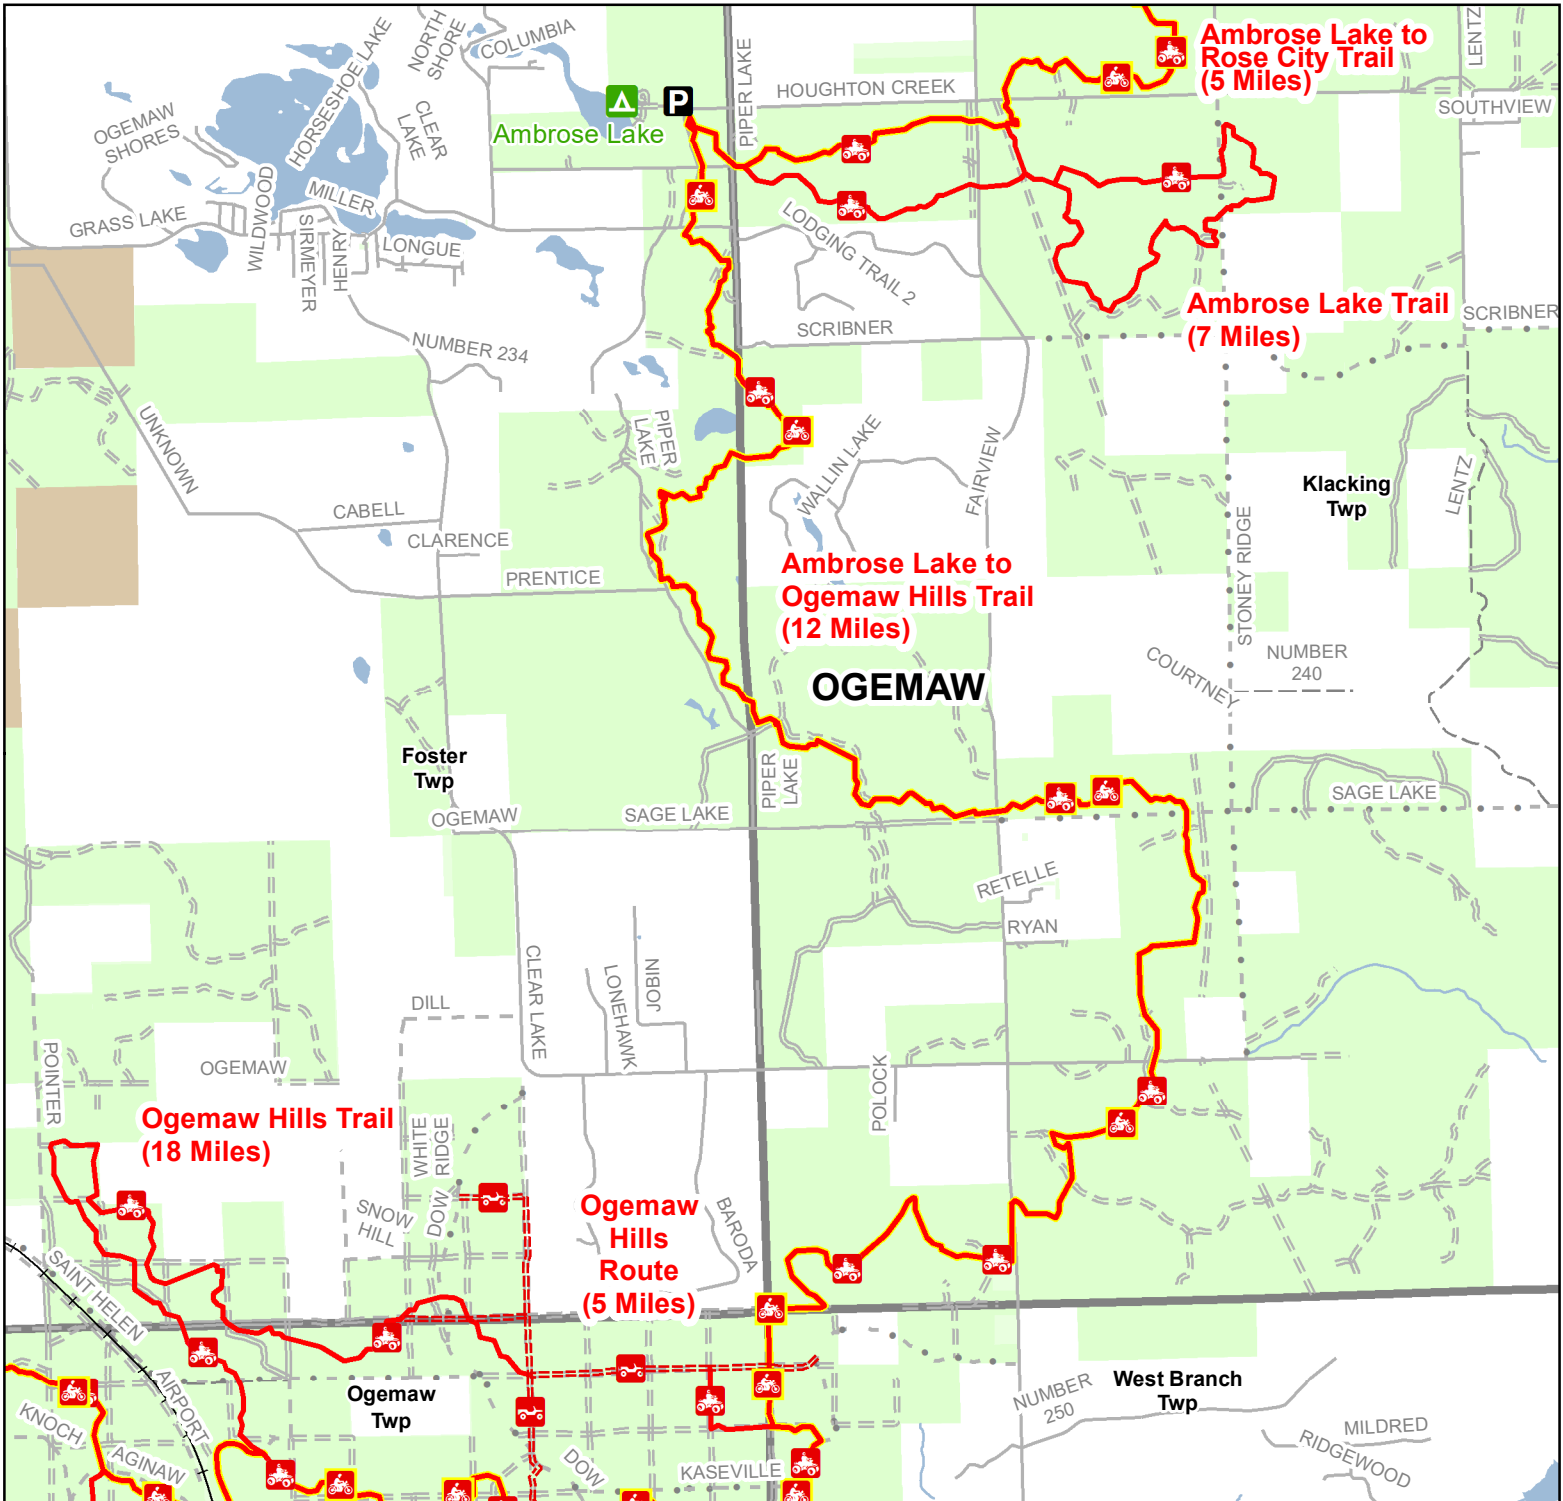 NORTH
SHORE
COLUMBIA
PIPER LAKE
Ambrose Lake to
Rose City Trail
(5 Miles)
LENTZ
HORSESHOE LAKE
OGEMAW
SHORES
CLEAR
LAKE
P
Ambrose Lake
HOUGHTON CREEK
SOUTHVIEW
GRASS LAKE
WILDWOOD
MILLER
SIRMEYER
HENRY
LONGUE
LODGING TRAIL 2
Ambrose Lake Trail
(7 Miles)
SCRIBNER
SCRIBNER
NUMBER 234
UNKNOWN
PIPER
LAKE
WALLIN LAKE
FAIRVIEW
Klacking
Twp
LENTZ
CABELL
CLARENCE
PRENTICE
STONEY RIDGE
Ambrose Lake to
Ogemaw Hills Trail
(12 Miles)
OGEMAW
COURTNEY
NUMBER
240
Foster
Twp
PIPER
LAKE
OGEMAW
SAGE LAKE
SAGE LAKE
RETELLE
RYAN
CLEAR LAKE
LONEHAWK
JOBIN
DILL
POINTER
OGEMAW
POLOCK
Ogemaw Hills Trail
(18 Miles)
WHITE
RIDGE
DOW
SNOW
HILL
Ogemaw
Hills
Route
(5 Miles)
BARODA
SAINT HELEN
AIRPORT
Ogemaw
Twp
West Branch
Twp
NUMBER
250
MILDRED
RIDGEWOOD
KNOCH
AGINAW
DOW
KASEVILLE